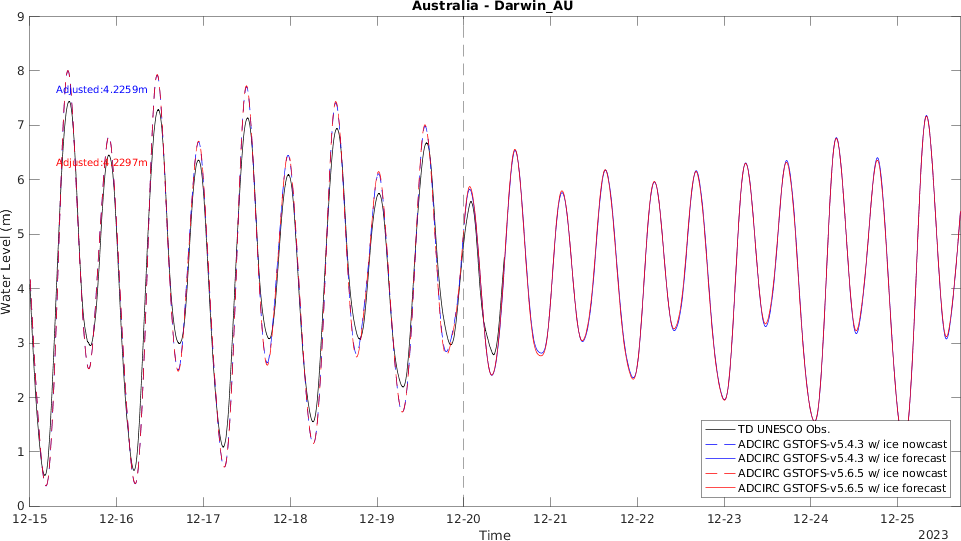 Australia - Darwin_AU
9
8
7
6
5
4
3
2
1
0
Water Level (m)
Adjusted:4.2259m
Adjusted:4.2297m
TD UNESCO Obs.
ADCIRC GSTOFS-v5.4.3 w/ ice nowcast
ADCIRC GSTOFS-v5.4.3 w/ ice forecast
ADCIRC GSTOFS-v5.6.5 w/ ice nowcast
ADCIRC GSTOFS-v5.6.5 w/ ice forecast
12-15 12-16 12-17 12-18 12-19 12-20 12-21 12-22 12-23 12-24 12-25
Time
2023